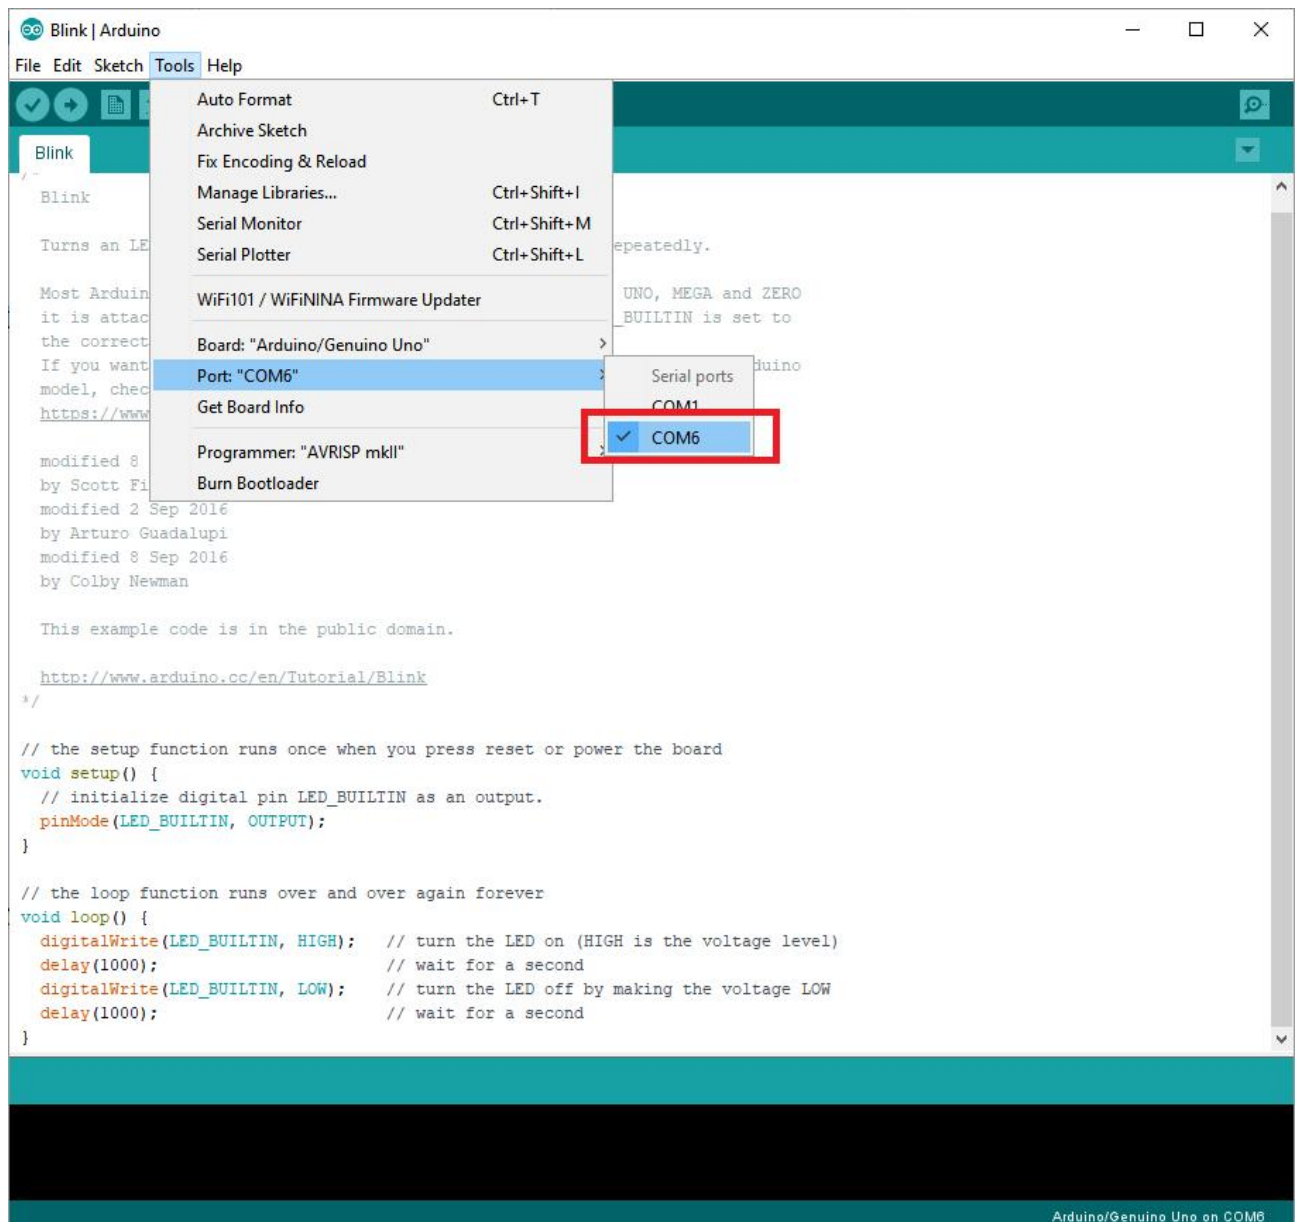 Blink | Arduino
File Edit Sketch Tools Help
Auto Format Ctrl+T
Archive Sketch
Fix Encoding & Reload
Manage Libraries... Ctrl+Shift+I
Serial Monitor Ctrl+Shift+M
Serial Plotter Ctrl+Shift+L
WiFi101 / WiFiNINA Firmware Updater
Board: "Arduino/Genuino Uno"
Port: "COM6"
Get Board Info
Programmer: "AVRISP mkII"
Burn Bootloader
Serial ports
COM1
COM6
Blink
Blink
Turns an LE epeatedly.
Most Arduin UNO, MEGA and ZERO
it is attac _BUILTIN is set to
the correct
If you want duino
model, chec
https://www
modified 8
by Scott Fi
modified 2 Sep 2016
by Arturo Guadalupi
modified 8 Sep 2016
by Colby Newman
This example code is in the public domain.
http://www.arduino.cc/en/Tutorial/Blink
*/
// the setup function runs once when you press reset or power the board
void setup() {
// initialize digital pin LED_BUILTIN as an output.
pinMode(LED_BUILTIN, OUTPUT);
}
// the loop function runs over and over again forever
void loop() {
digitalWrite(LED_BUILTIN, HIGH); // turn the LED on (HIGH is the voltage level)
delay(1000); // wait for a second
digitalWrite(LED_BUILTIN, LOW); // turn the LED off by making the voltage LOW
delay(1000); // wait for a second
}
Arduino/Genuino Uno on COM6